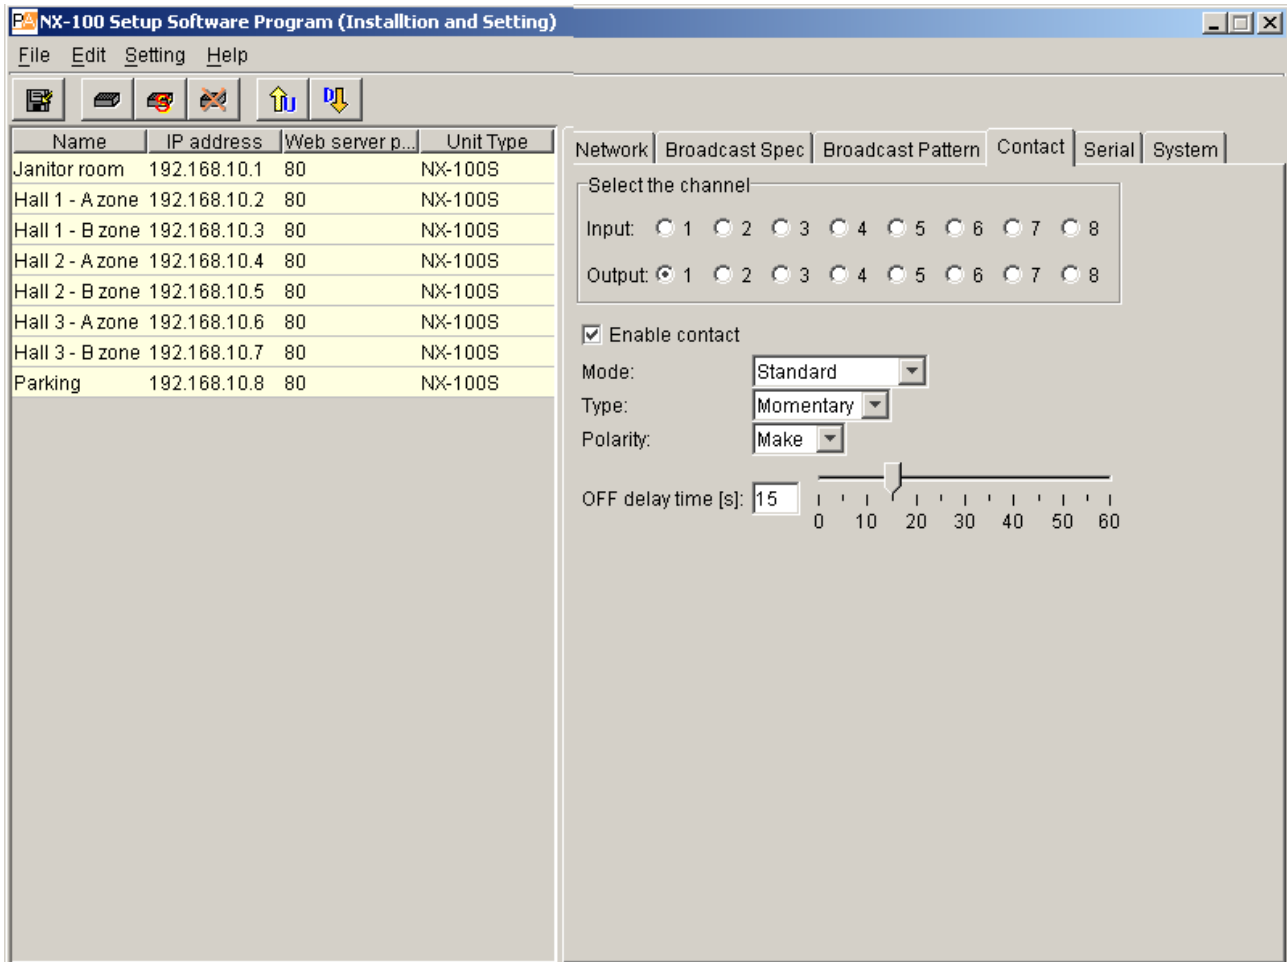 NX-100 Setup Software Program (Installtion and Setting)
File Edit Setting Help
Name IP address Web server p... Unit Type
Janitor room 192.168.10.1 80 NX-100S
Hall 1 - A zone 192.168.10.2 80 NX-100S
Hall 1 - B zone 192.168.10.3 80 NX-100S
Hall 2 - A zone 192.168.10.4 80 NX-100S
Hall 2 - B zone 192.168.10.5 80 NX-100S
Hall 3 - A zone 192.168.10.6 80 NX-100S
Hall 3 - B zone 192.168.10.7 80 NX-100S
Parking 192.168.10.8 80 NX-100S
Network Broadcast Spec Broadcast Pattern Contact Serial System
Select the channel
Input: 1 2 3 4 5 6 7 8
Output: 1 2 3 4 5 6 7 8
Enable contact
Mode: Standard
Type: Momentary
Polarity: Make
OFF delay time [s]: 15
0 10 20 30 40 50 60